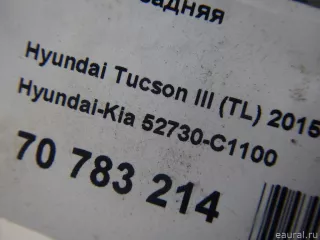 задняя
Hyundai Tucson III (TL) 2015
Hyundai-Kia 52730-C1100
70 783 214
eaural.ru